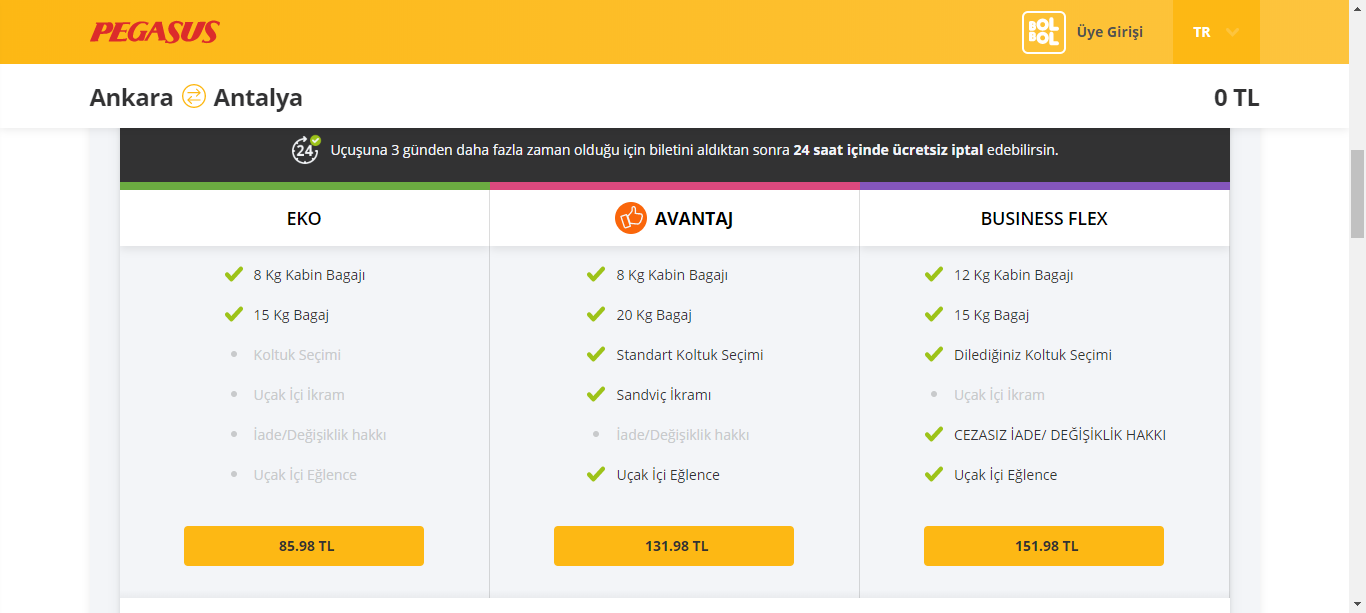 PEGASUS
BOL BOL
Üye Girişi
TR
Ankara Antalya
0 TL
24 Uçuşuna 3 günden daha fazla zaman olduğu için biletini aldıktan sonra 24 saat içinde ücretsiz iptal edebilirsin.
EKO
8 Kg Kabin Bagajı
15 Kg Bagaj
Koltuk Seçimi
Uçak İçi İkram
İade/Değişiklik hakkı
Uçak İçi Eğlence
85.98 TL
AVANTAJ
8 Kg Kabin Bagajı
20 Kg Bagaj
Standart Koltuk Seçimi
Sandviç İkramı
İade/Değişiklik hakkı
Uçak İçi Eğlence
131.98 TL
BUSINESS FLEX
12 Kg Kabin Bagajı
15 Kg Bagaj
Dilediğiniz Koltuk Seçimi
Uçak İçi İkram
CEZASIZ İADE/ DEĞİŞİKLİK HAKKI
Uçak İçi Eğlence
151.98 TL